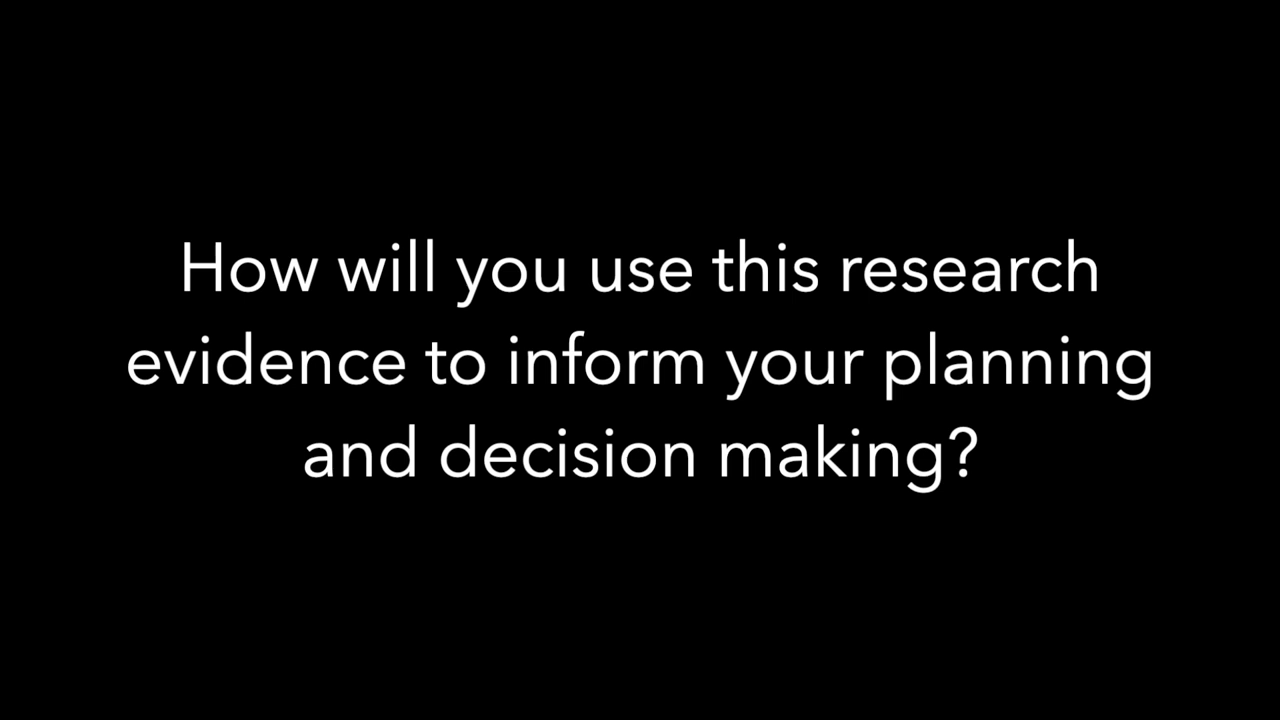 How will you use this research
evidence to inform your planning
and decision making?